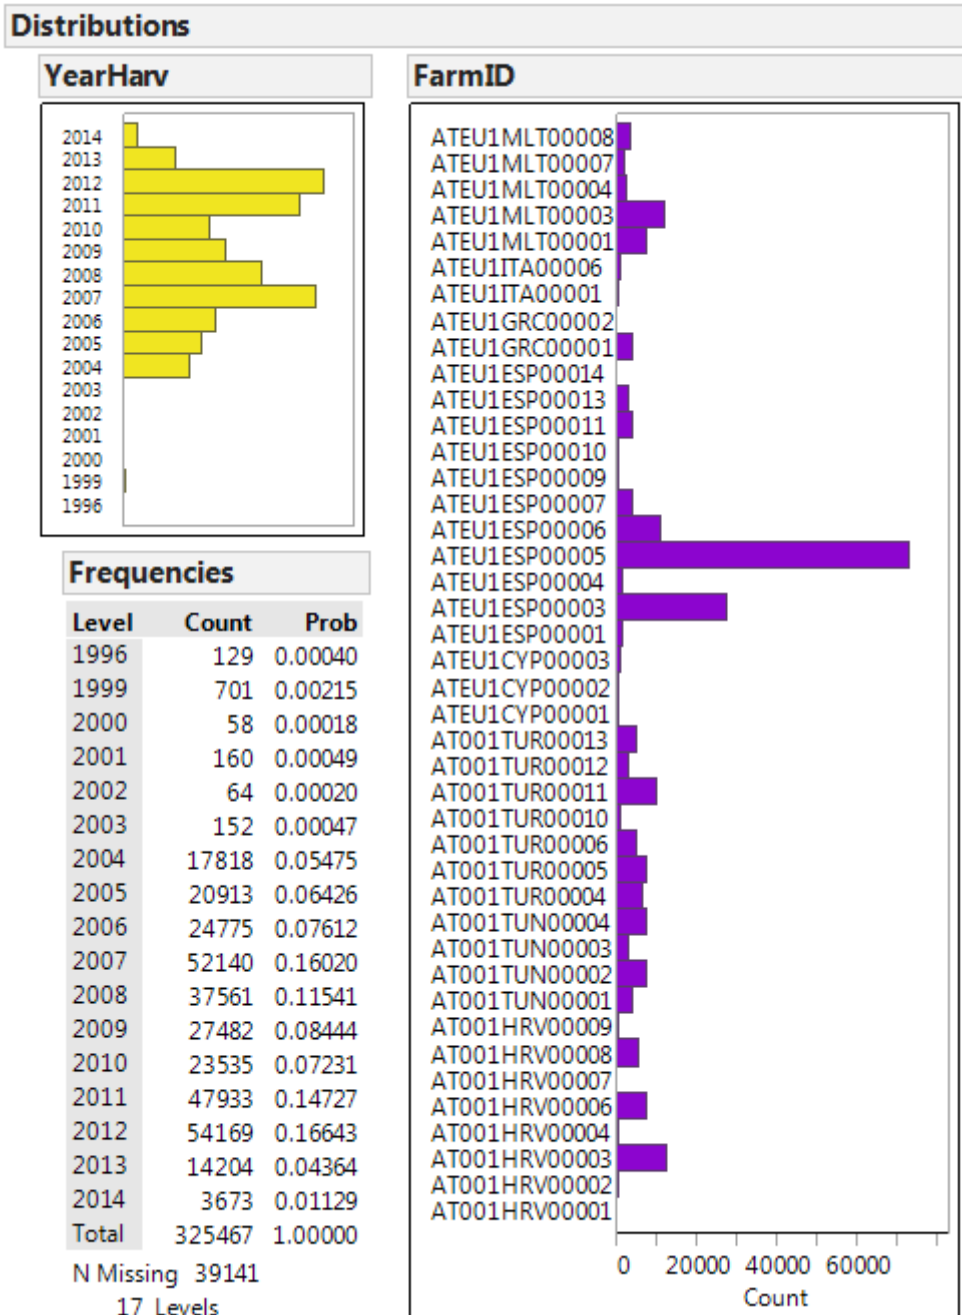 Distributions
YearHarv
2014
2013
2012
2011
2010
2009
2008
2007
2006
2005
2004
2003
2002
2001
2000
1999
1996
Frequencies
Level Count Prob
1996 129 0.00040
1999 701 0.00215
2000 58 0.00018
2001 160 0.00049
2002 64 0.00020
2003 152 0.00047
2004 17818 0.05475
2005 20913 0.06426
2006 24775 0.07612
2007 52140 0.16020
2008 37561 0.11541
2009 27482 0.08444
2010 23535 0.07231
2011 47933 0.14727
2012 54169 0.16643
2013 14204 0.04364
2014 3673 0.01129
Total 325467 1.00000
N Missing 39141
17 Levels
FarmID
ATEU1MLT00008
ATEU1MLT00007
ATEU1MLT00004
ATEU1MLT00003
ATEU1MLT00001
ATEU1ITA00006
ATEU1ITA00001
ATEU1GRC00002
ATEU1GRC00001
ATEU1ESP00014
ATEU1ESP00013
ATEU1ESP00011
ATEU1ESP00010
ATEU1ESP00009
ATEU1ESP00007
ATEU1ESP00006
ATEU1ESP00005
ATEU1ESP00004
ATEU1ESP00003
ATEU1ESP00001
ATEU1CYP00003
ATEU1CYP00002
ATEU1CYP00001
AT001TUR00013
AT001TUR00012
AT001TUR00011
AT001TUR00010
AT001TUR00006
AT001TUR00005
AT001TUR00004
AT001TUN00004
AT001TUN00003
AT001TUN00002
AT001TUN00001
AT001HRV00009
AT001HRV00008
AT001HRV00007
AT001HRV00006
AT001HRV00004
AT001HRV00003
AT001HRV00002
AT001HRV00001
0 20000 40000 60000
Count